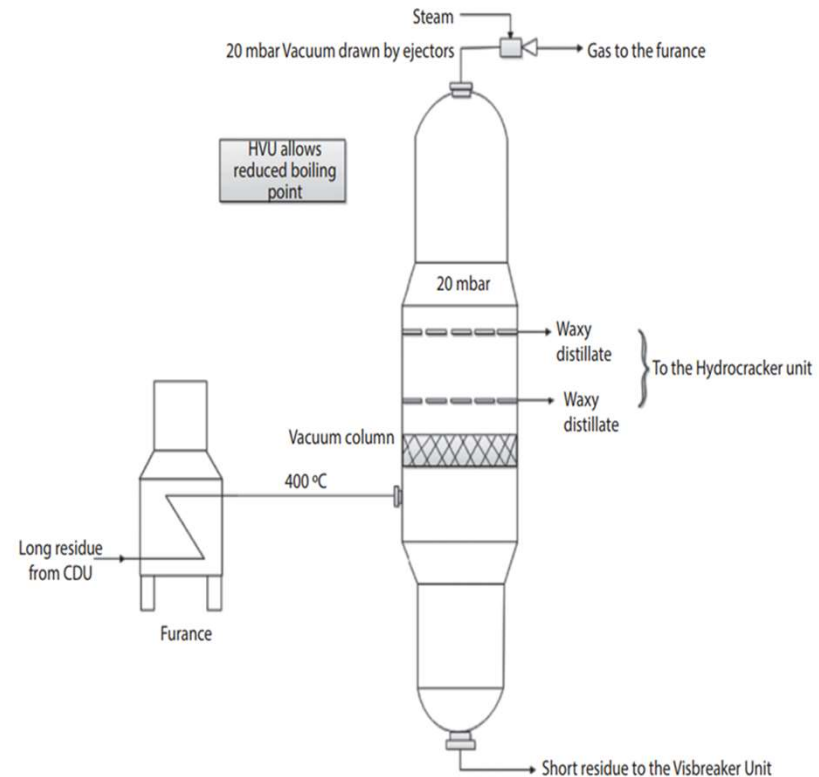 Steam
20 mbar Vacuum drawn by ejectors
Gas to the furance
HVU allows
reduced boiling
point
20 mbar
Waxy
distillate
To the Hydrocracker unit
Waxy
distillate
Vacuum column
400 ºC
Long residue
from CDU
Furance
Short residue to the Visbreaker Unit